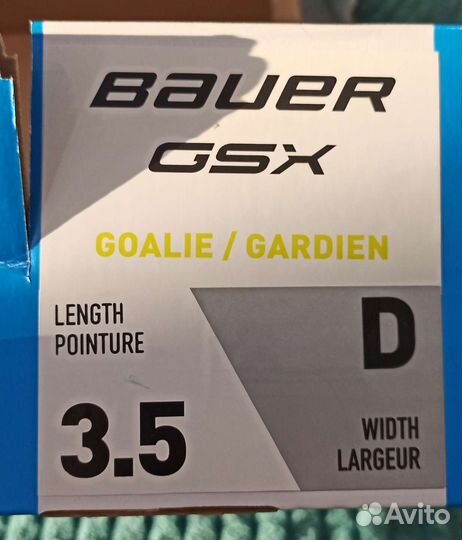 BAUER
GSX
GOALIE / GARDIEN
LENGTH
POINTURE
3.5
D
WIDTH
LARGEUR
Avito